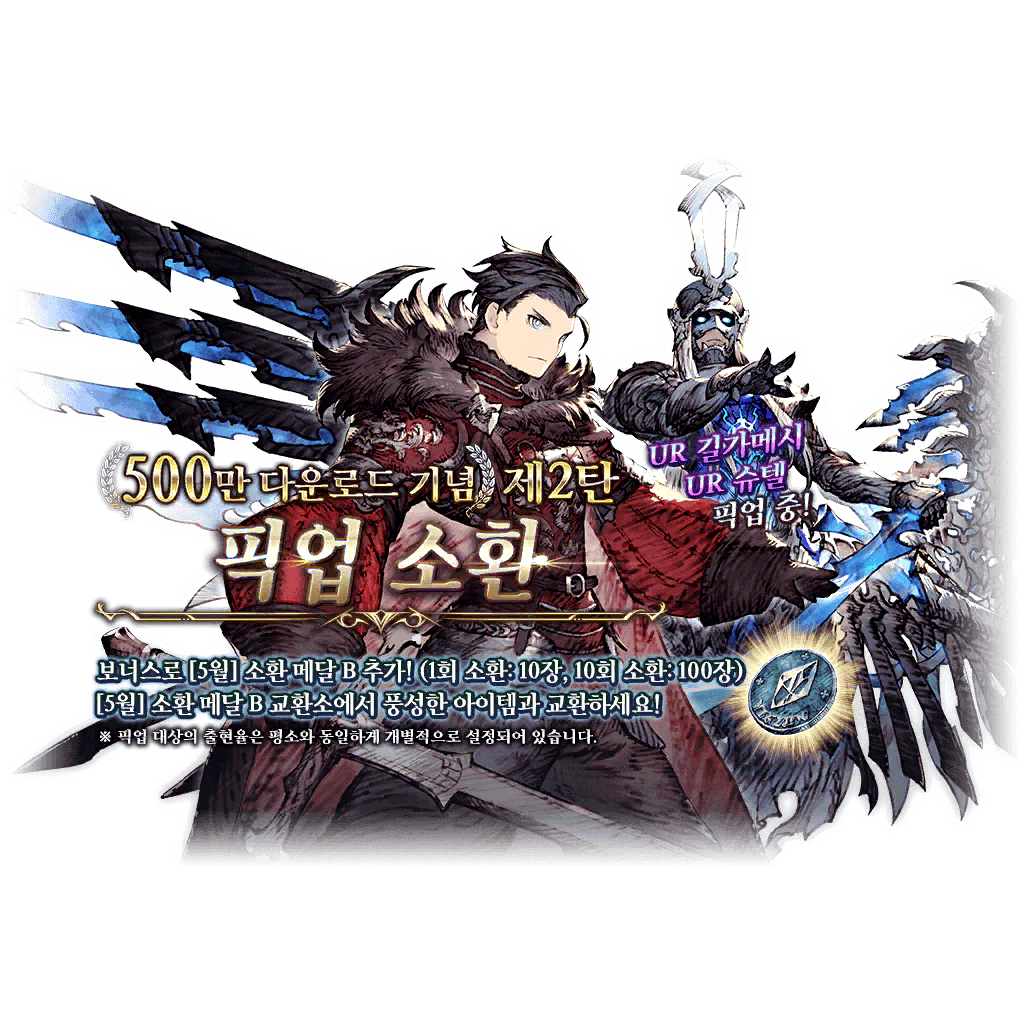 500만 다운로드 기념 제2탄
픽업 소환
UR 길가메시
UR 슈텔
픽업 중!
보너스로 [5월] 소환 메달 B 추가! (1회 소환: 10장, 10회 소환: 100장)
[5월] 소환 메달 B 교환소에서 풍성한 아이템과 교환하세요!
※ 픽업 대상의 출현율은 평소와 동일하게 개별적으로 설정되어 있습니다.